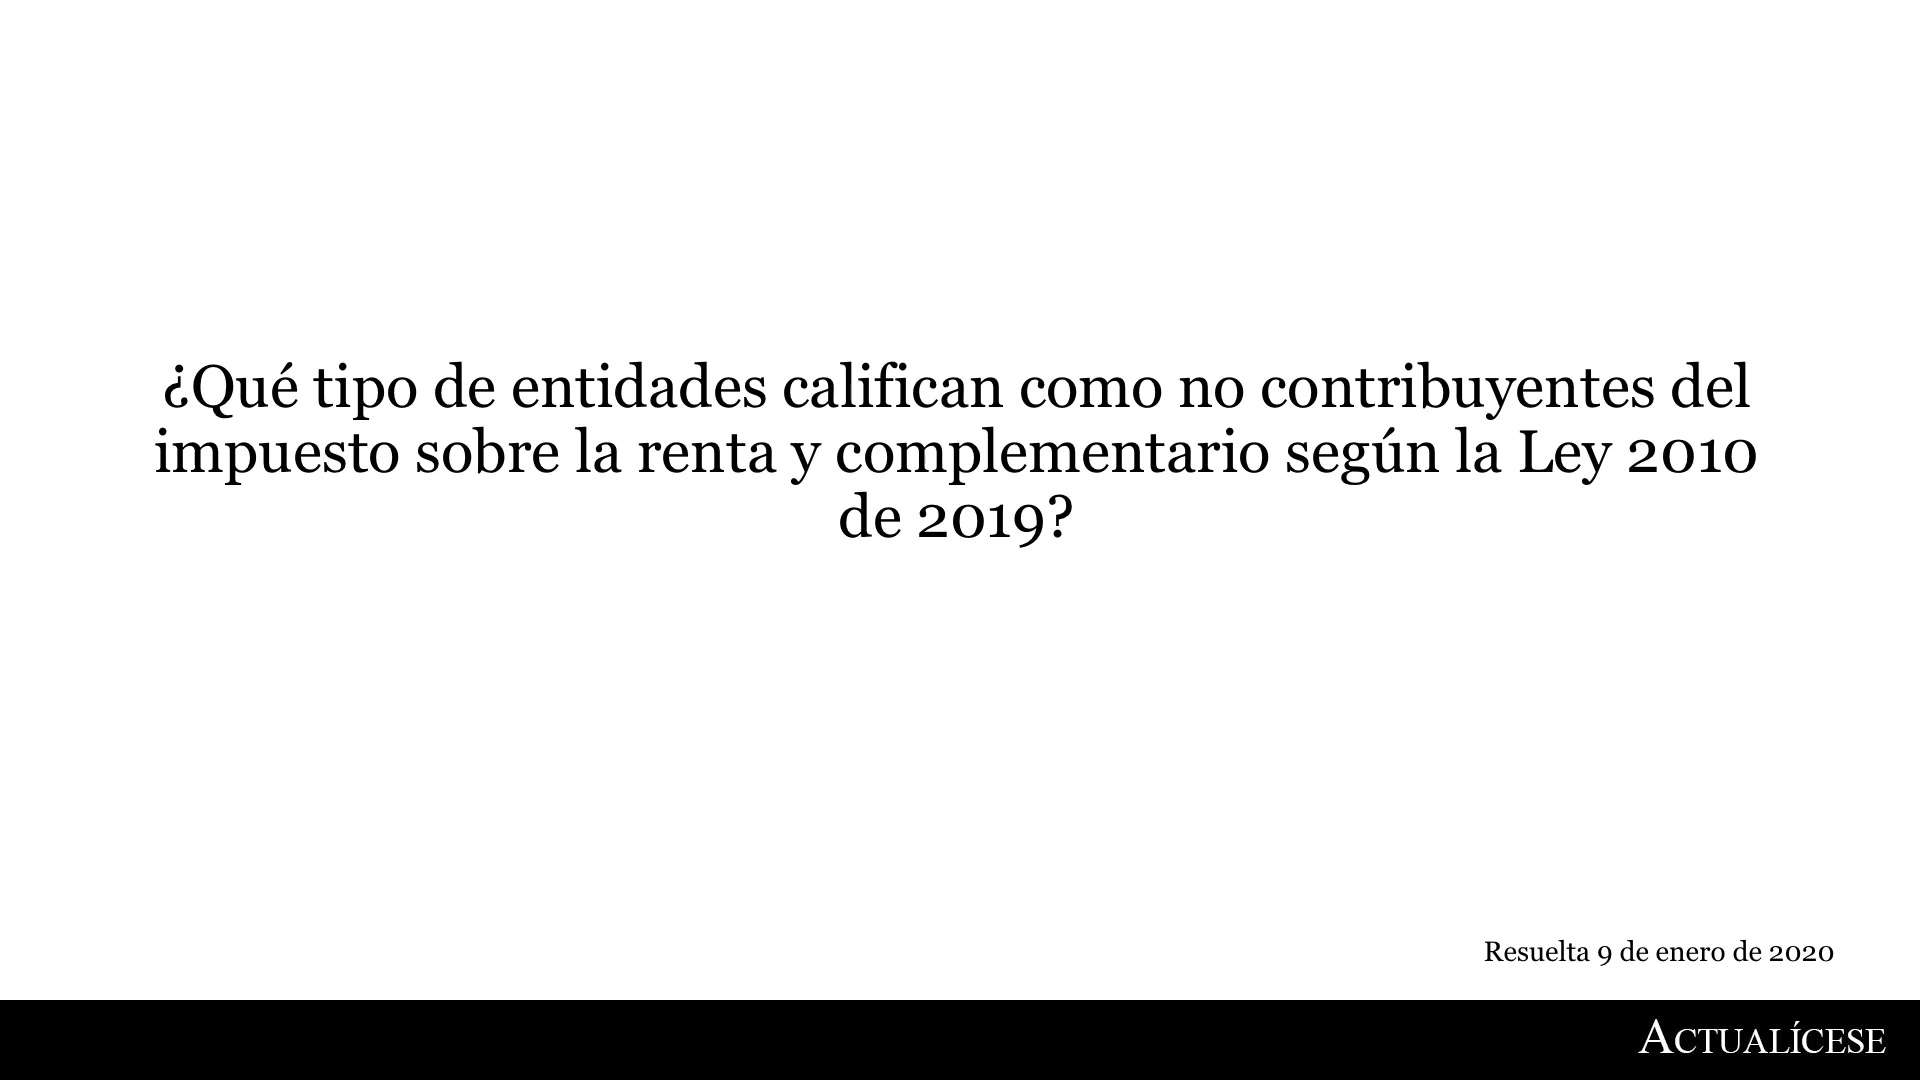 ¿Qué tipo de entidades califican como no contribuyentes del
impuesto sobre la renta y complementario según la Ley 2010
de 2019?
Resuelta 9 de enero de 2020
ACTUALÍCESE